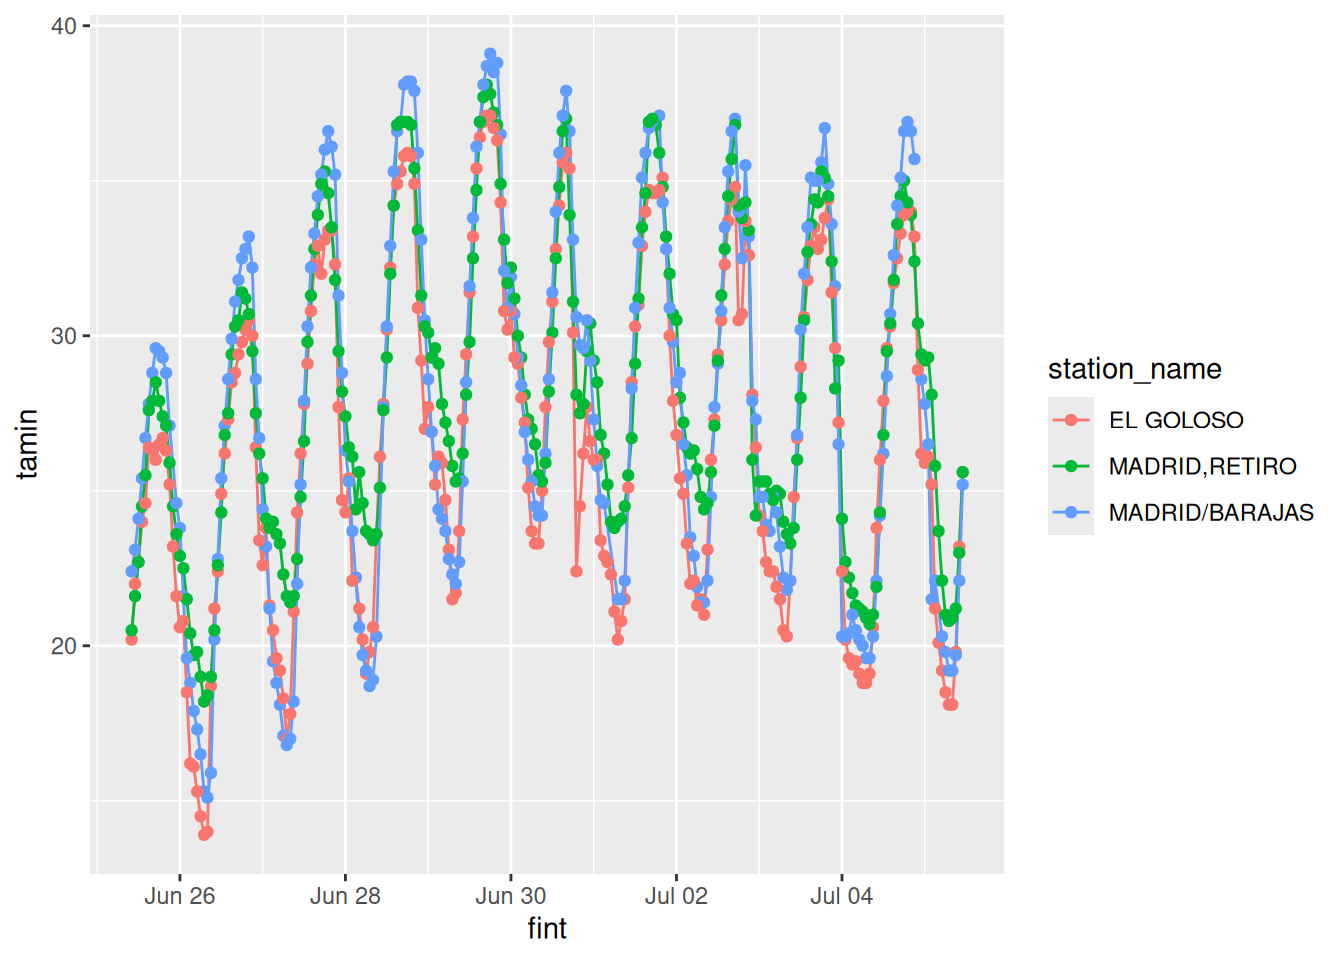 40
30
20
tamin
Jun 26
Jun 28
Jun 30
Jul 02
Jul 04
fint
station_name
EL GOLOSO
MADRID,RETIRO
MADRID/BARAJAS